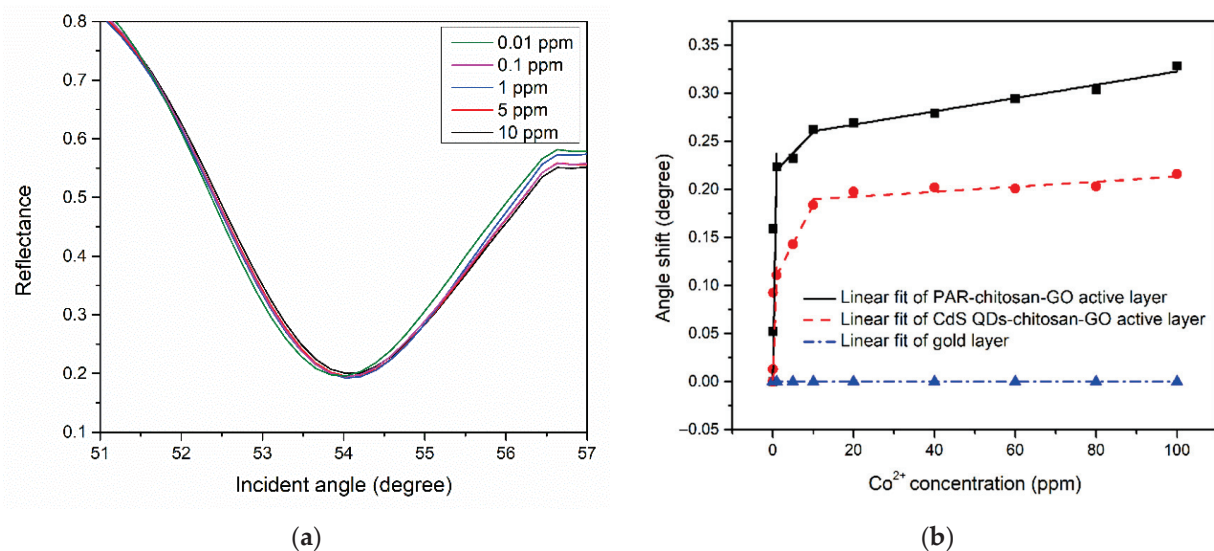 0.8
0.7
0.6
0.5
0.4
0.3
0.2
0.1
Reflectance
0.01 ppm
0.1 ppm
1 ppm
5 ppm
10 ppm
51 52 53 54 55 56 57
Incident angle (degree)
(a)
0.35
0.30
0.25
0.20
0.15
0.10
0.05
0.00
−0.05
Angle shift (degree)
Linear fit of PAR-chitosan-GO active layer
Linear fit of CdS QDs-chitosan-GO active layer
Linear fit of gold layer
0 20 40 60 80 100
Co²⁺ concentration (ppm)
(b)